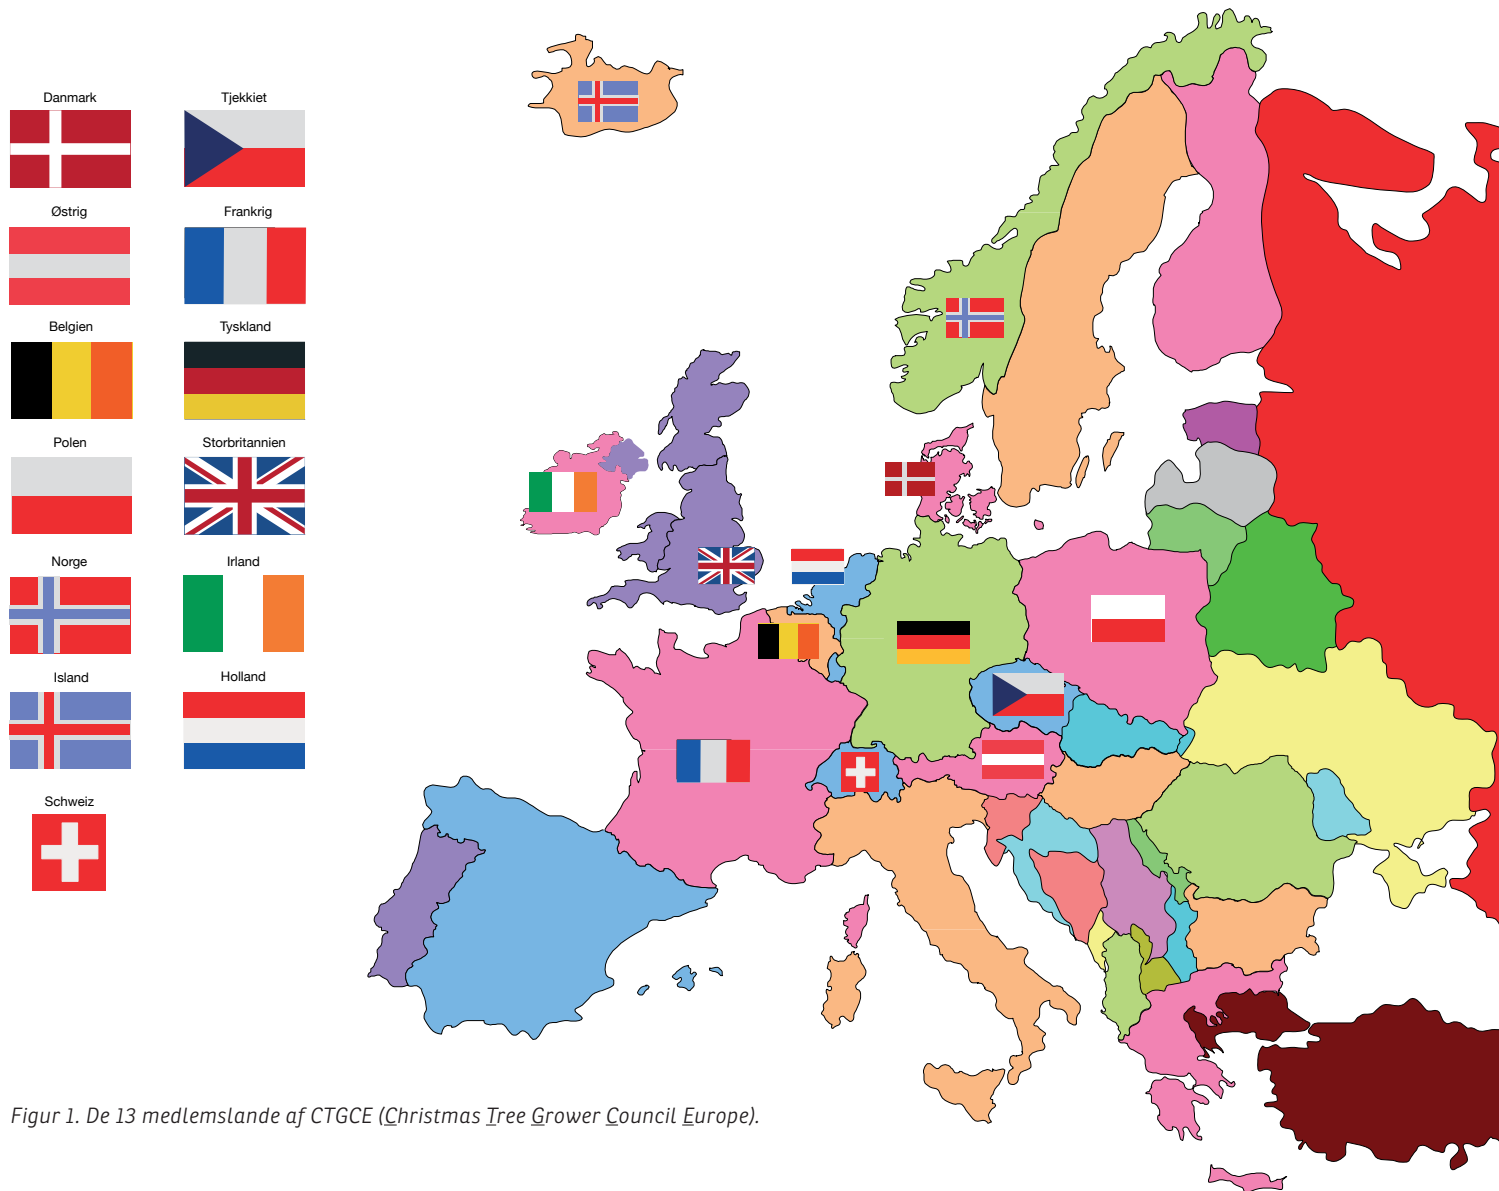 Danmark
Tjekkiet
Østrig
Frankrig
Belgien
Tyskland
Polen
Storbritannien
Norge
Irland
Island
Holland
Schweiz
Figur 1. De 13 medlemslande af CTGCE (Christmas Tree Grower Council Europe).